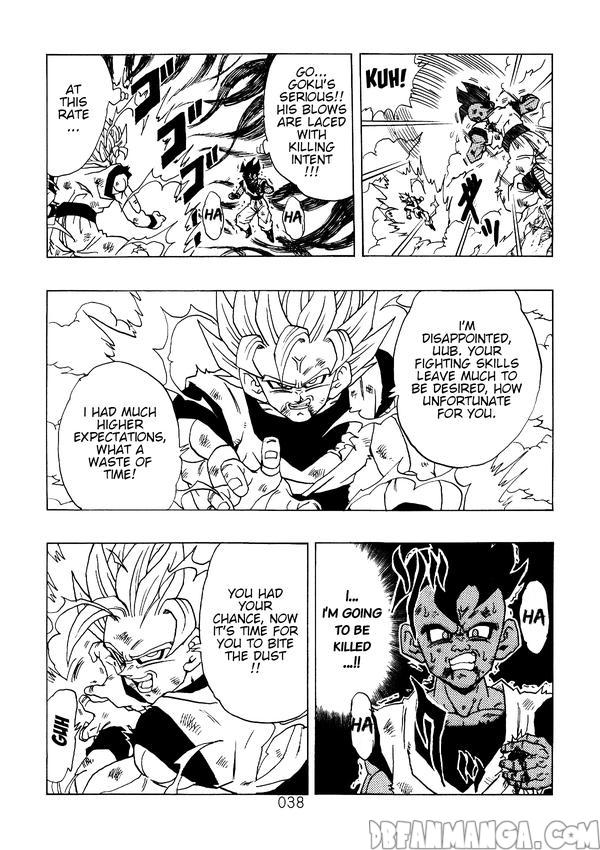 KUH!
GO...
GOKU'S
SERIOUS!!
HIS BLOWS
ARE LACED
WITH
KILLING
INTENT
!!!
HA
HA
AT
THIS
RATE
...
I'M
DISAPPOINTED,
UUB. YOUR
FIGHTING SKILLS
LEAVE MUCH TO
BE DESIRED, HOW
UNFORTUNATE
FOR YOU.
I HAD MUCH
HIGHER
EXPECTATIONS,
WHAT A
WASTE OF
TIME!
HA
I...
I'M GOING
TO BE
KILLED
...!!
HA
YOU HAD
YOUR
CHANCE, NOW
IT'S TIME FOR
YOU TO BITE
THE DUST
!!
GUH
038
DBFANMANGA.COM